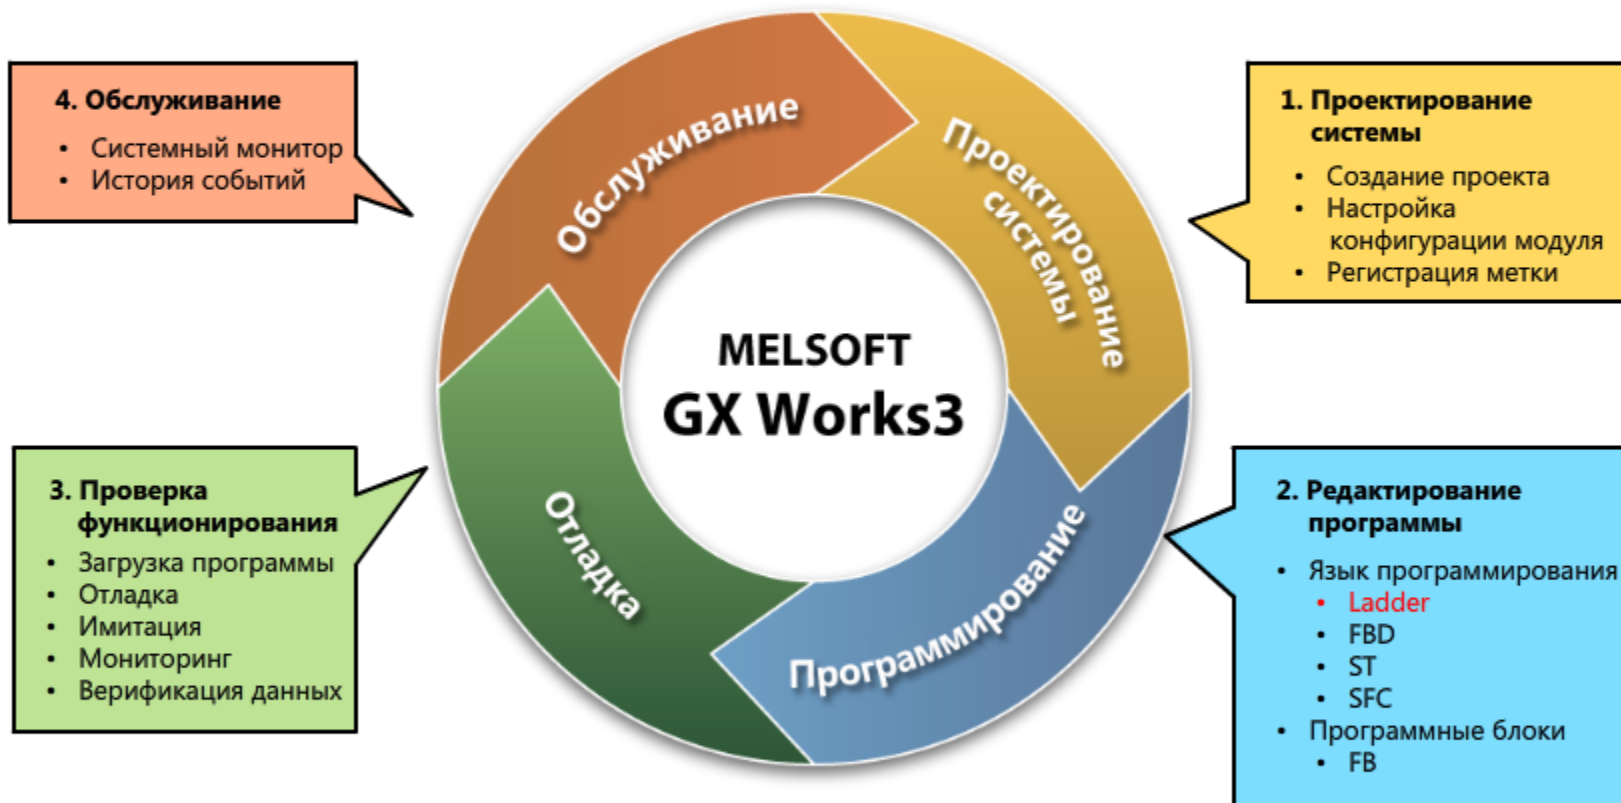 4. Обслуживание
• Системный монитор
• История событий
1. Проектирование
системы
• Создание проекта
• Настройка
конфигурации модуля
• Регистрация метки
Обслуживание
Проектирование
системы
MELSOFT
GX Works3
Отладка
Программирование
3. Проверка
функционирования
• Загрузка программы
• Отладка
• Имитация
• Мониторинг
• Верификация данных
2. Редактирование
программы
• Язык программирования
• Ladder
• FBD
• ST
• SFC
• Программные блоки
• FB